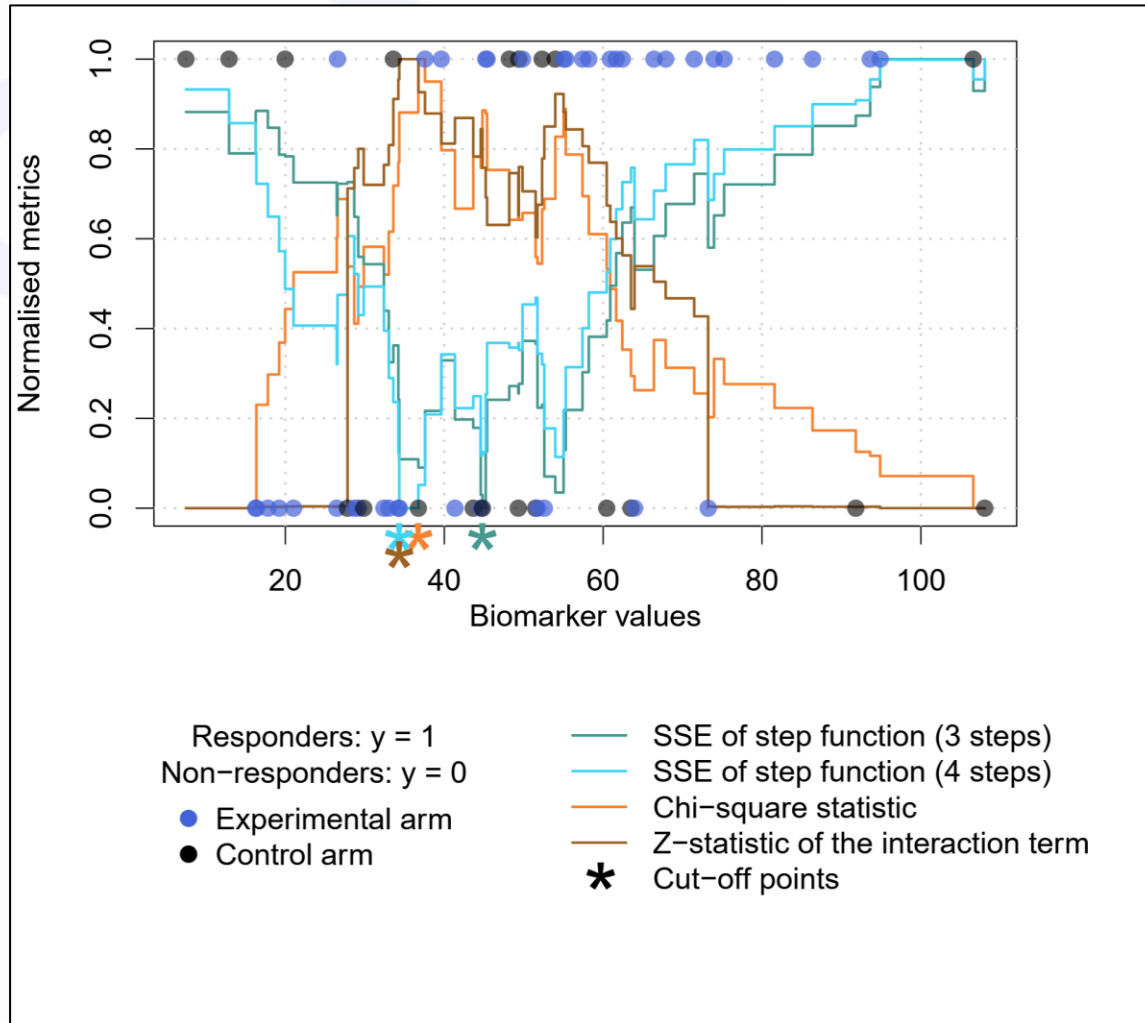 Normalised metrics
1.0
0.8
0.6
0.4
0.2
0.0
20 40 60 80 100
Biomarker values
Responders: y = 1
Non−responders: y = 0
Experimental arm
Control arm
SSE of step function (3 steps)
SSE of step function (4 steps)
Chi−square statistic
Z−statistic of the interaction term
Cut−off points